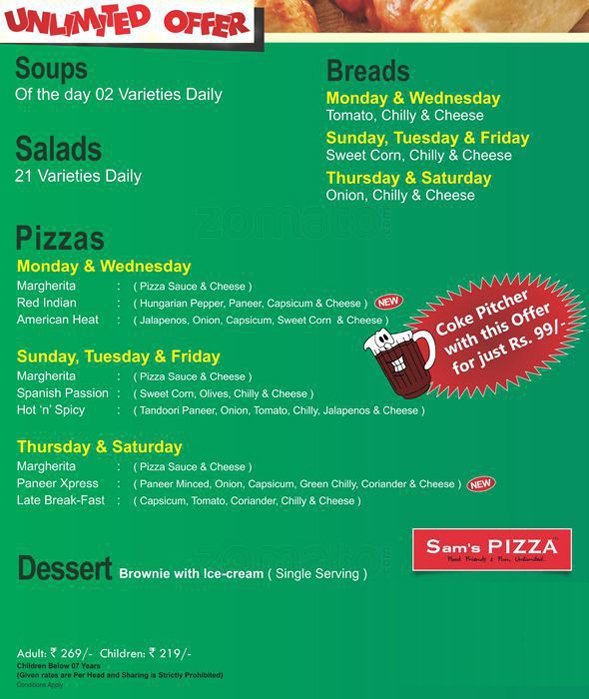 UNLIMITED OFFER
Soups
Of the day 02 Varieties Daily
Salads
21 Varieties Daily
Breads
Monday & Wednesday
Tomato, Chilly & Cheese
Sunday, Tuesday & Friday
Sweet Corn, Chilly & Cheese
Thursday & Saturday
Onion, Chilly & Cheese
zomato.com
Pizzas
Monday & Wednesday
Margherita : ( Pizza Sauce & Cheese )
Red Indian : ( Hungarian Pepper, Paneer, Capsicum & Cheese ) NEW
American Heat : ( Jalapenos, Onion, Capsicum, Sweet Corn & Cheese )
Coke Pitcher
with this Offer
for just Rs. 99/-
Sunday, Tuesday & Friday
Margherita : ( Pizza Sauce & Cheese )
Spanish Passion : ( Sweet Corn, Olives, Chilly & Cheese )
Hot 'n' Spicy : ( Tandoori Paneer, Onion, Tomato, Chilly, Jalapenos & Cheese )
Thursday & Saturday
Margherita : ( Pizza Sauce & Cheese )
Paneer Xpress : ( Paneer Minced, Onion, Capsicum, Green Chilly, Coriander & Cheese ) NEW
Late Break-Fast : ( Capsicum, Tomato, Coriander, Chilly & Cheese )
Sam's PIZZA
Food, Friends & Fun, Unlimited...
Dessert Brownie with Ice-cream ( Single Serving )
Adult: ₹ 269/- Children: ₹ 219/-
Children Below 07 Years
(Given rates are Per Head and Sharing is Strictly Prohibited)
Conditions Apply